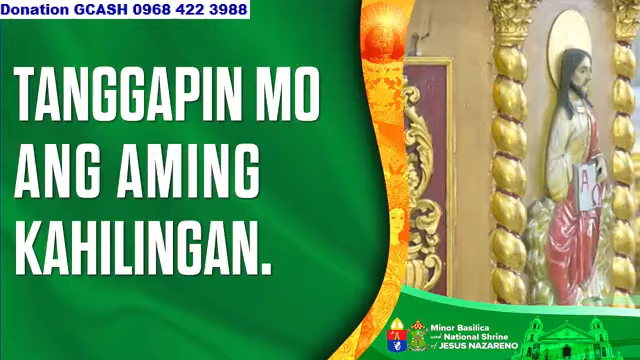 Donation GCASH 0968 422 3988
TANGGAPIN MO
ANG AMING
KAHILINGAN.
Α Ω
Minor Basilica
and National Shrine
of JESUS NAZARENO